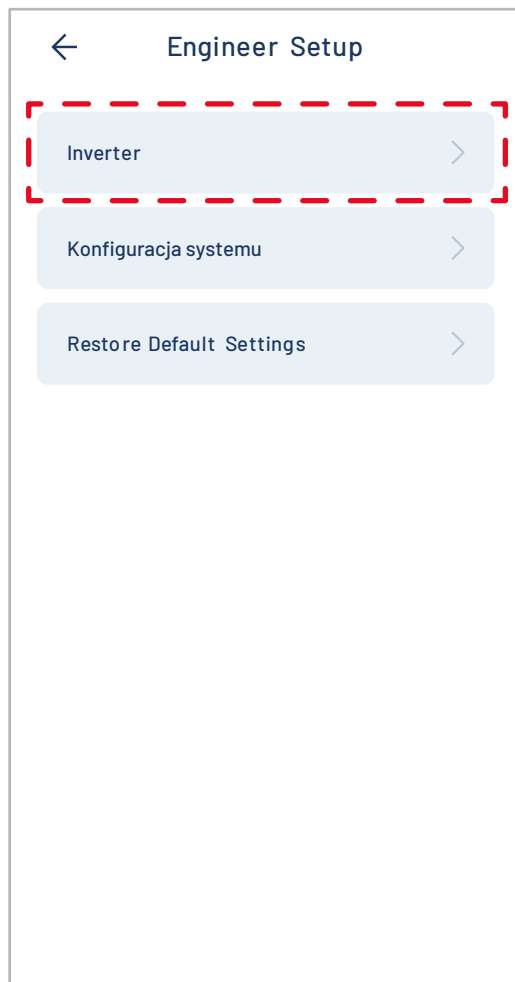 Engineer Setup
Inverter
Konfiguracja systemu
Restore Default Settings